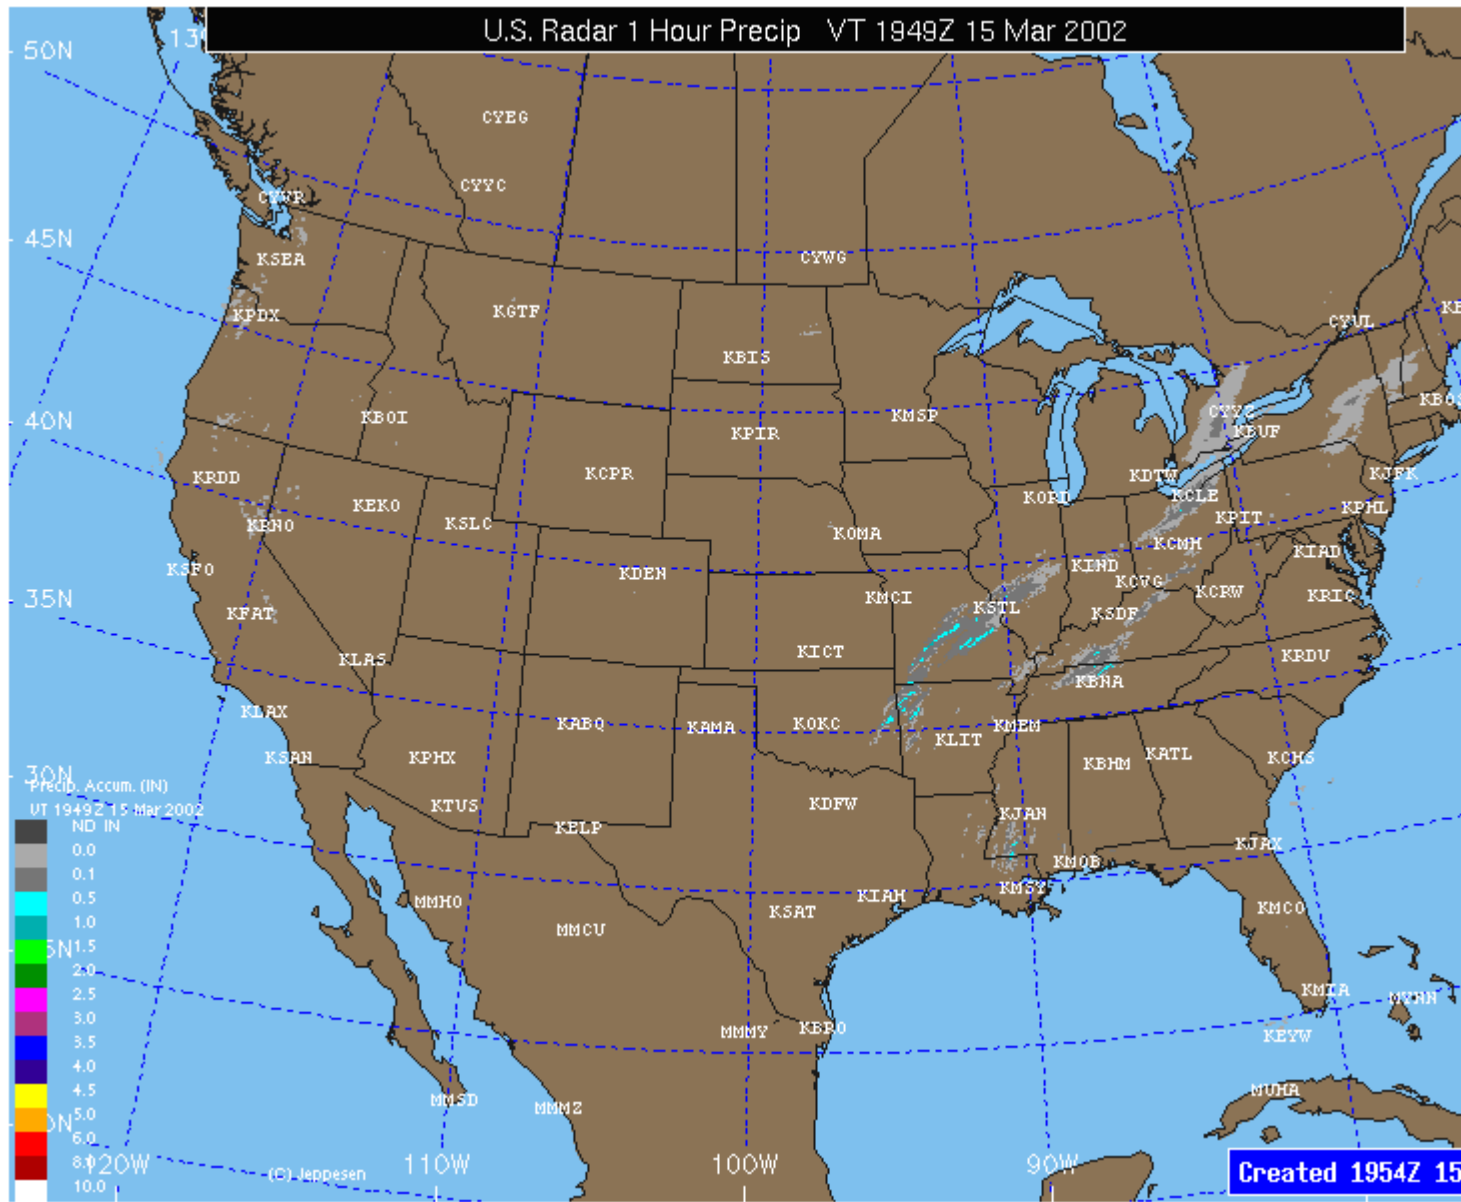 U.S. Radar 1 Hour Precip VT 1949Z 15 Mar 2002
50N
CYEG
CYYC
CYVR
45N
KSEA
CYWG
KPDX
KGTF
CYUL
KBIS
40N
KBOI
KMSP
KPIR
CYYZ
KBUF
KBOS
KRDD
KCPR
KORD
KDTW
KCLE
KJFK
KEKO
KSLC
KRNO
KOMA
KPIT
KPHL
KCMH
KIAD
KSFO
KDEN
KIND
KCVG
35N
KFAT
KMCI
KSTL
KSDF
KCRW
KRIC
KLAS
KICT
KBNA
KRDU
KLAX
KABQ
KAMA
KOKC
KLIT
KMEM
KSAN
KPHX
KBHM
KATL
KCHS
30N
Precip. Accum. (IN)
VT 1949Z 15 Mar 2002
KTUS
KELP
KDFW
KJAN
KJAX
ND IN
0.0
0.1
0.5
1.0
1.5
2.0
2.5
3.0
3.5
4.0
4.5
5.0
6.0
8.0
10.0
KMOB
MMHO
MMCU
KSAT
KIAH
KMSY
KMCO
KMIA
MYNN
MMMY
KBRO
KEYW
MMSD
MMMZ
MUHA
120W
110W
100W
90W
(C) Jeppesen
Created 1954Z 15